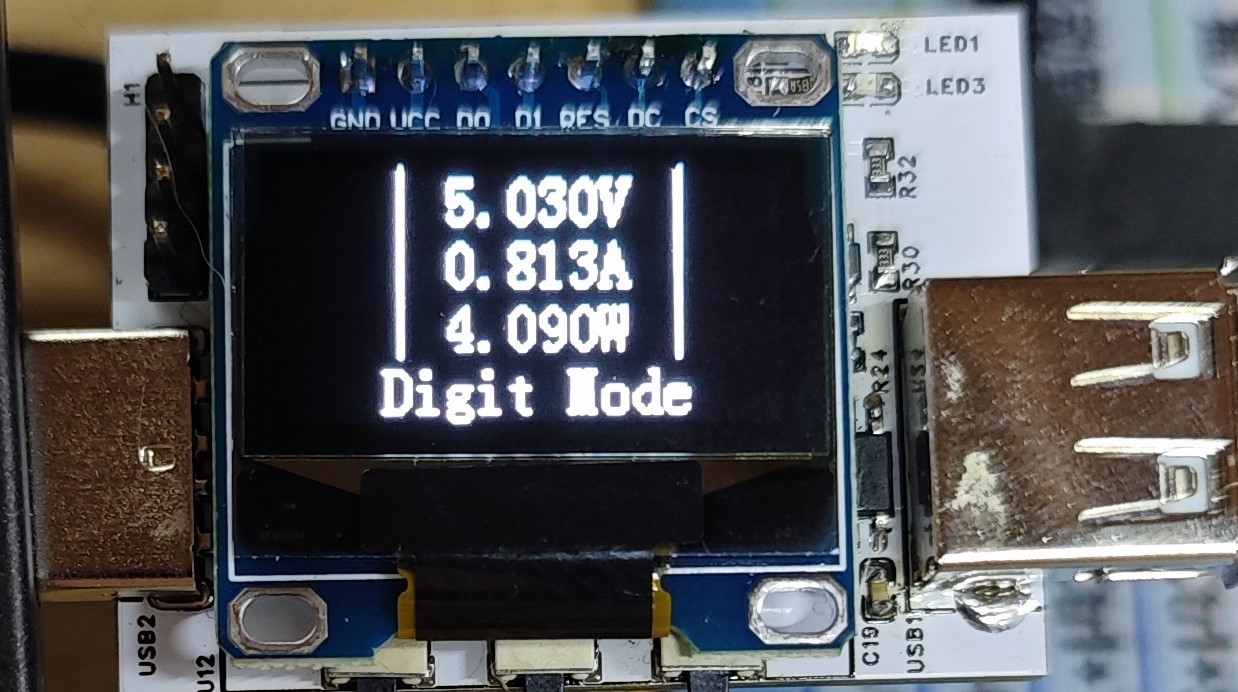 LED1
LED3
H1
GND VCC D0 D1 RES DC CS
R32
R30
5.030V
0.813A
4.090W
Digit Mode
R24
USB2
U12
C19
USB1